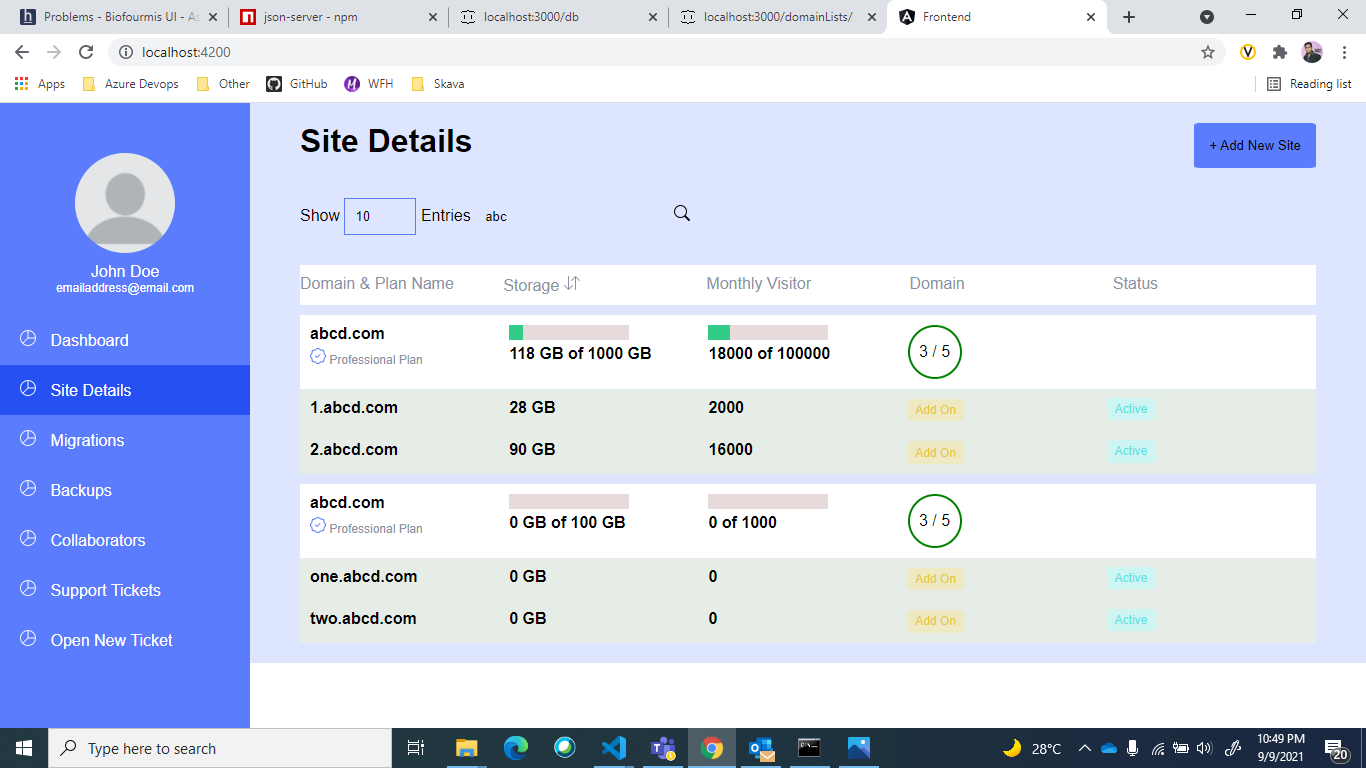 Problems - Biofourmis UI - As
json-server - npm
localhost:3000/db
localhost:3000/domainLists/
Frontend
localhost:4200
Apps
Azure Devops
Other
GitHub
WFH
Skava
Reading list
John Doe
emailaddress@email.com
Dashboard
Site Details
Migrations
Backups
Collaborators
Support Tickets
Open New Ticket
Site Details
+ Add New Site
Show 10 Entries abc
Domain & Plan Name Storage Monthly Visitor Domain Status
abcd.com
Professional Plan
118 GB of 1000 GB
18000 of 100000
3 / 5
1.abcd.com 28 GB 2000 Add On Active
2.abcd.com 90 GB 16000 Add On Active
abcd.com
Professional Plan
0 GB of 100 GB
0 of 1000
3 / 5
one.abcd.com 0 GB 0 Add On Active
two.abcd.com 0 GB 0 Add On Active
Type here to search
28°C
10:49 PM
9/9/2021
20